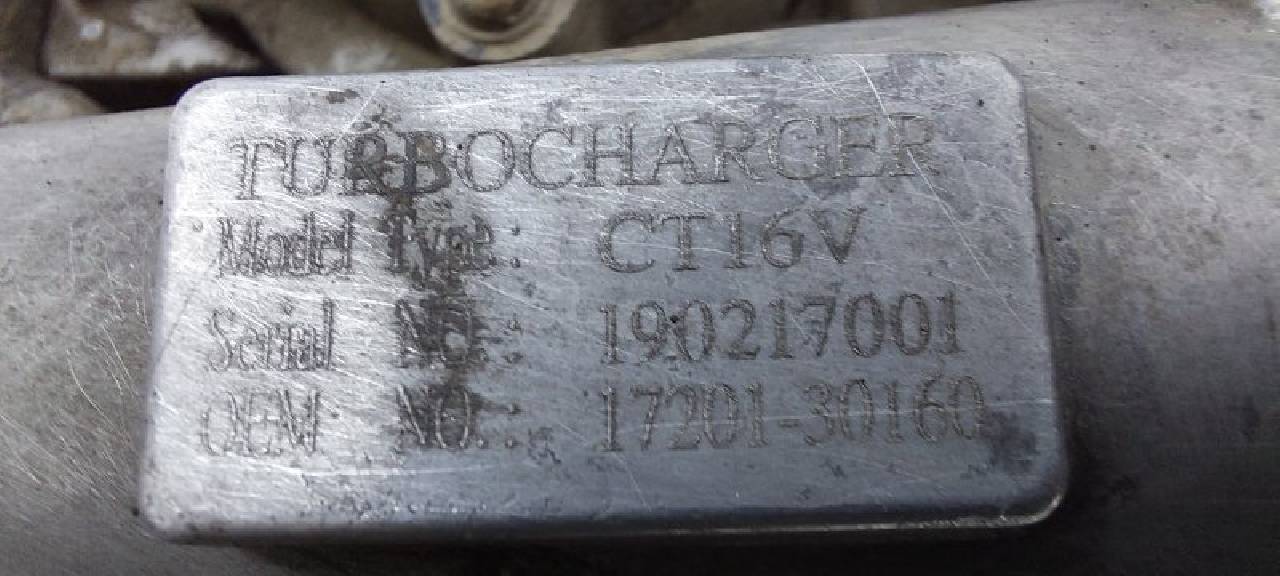 TURBOCHARGER
Model Type: CT16V
Serial NO.: 190217001
OEM NO.: 17201-30160